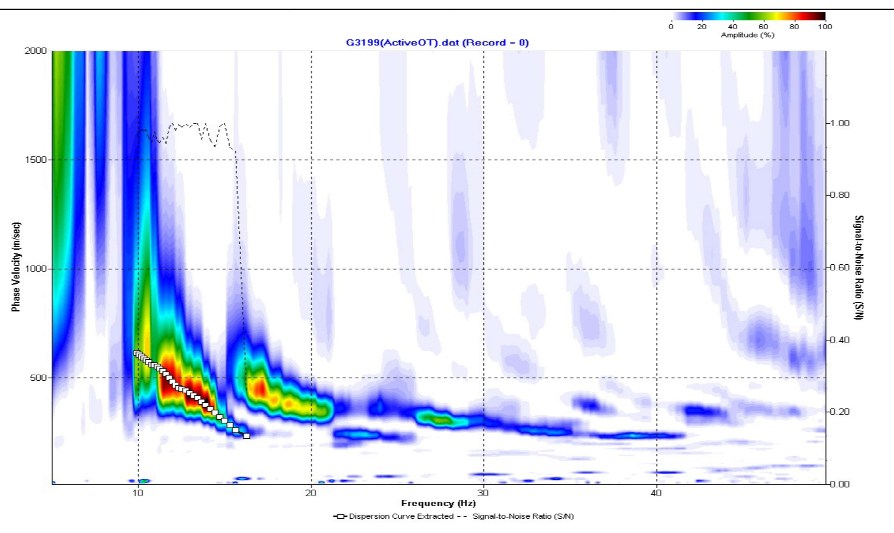 0 20 40 60 80 100
Amplitude (%)
G3199(ActiveOT).dat (Record - 8)
2000
1500
1000
500
Phase Velocity (m/sec)
1.00
0.80
0.60
0.40
0.20
0.00
Signal-to-Noise Ratio (S/N)
10 20 30 40
Frequency (Hz)
Dispersion Curve Extracted Signal-to-Noise Ratio (S/N)